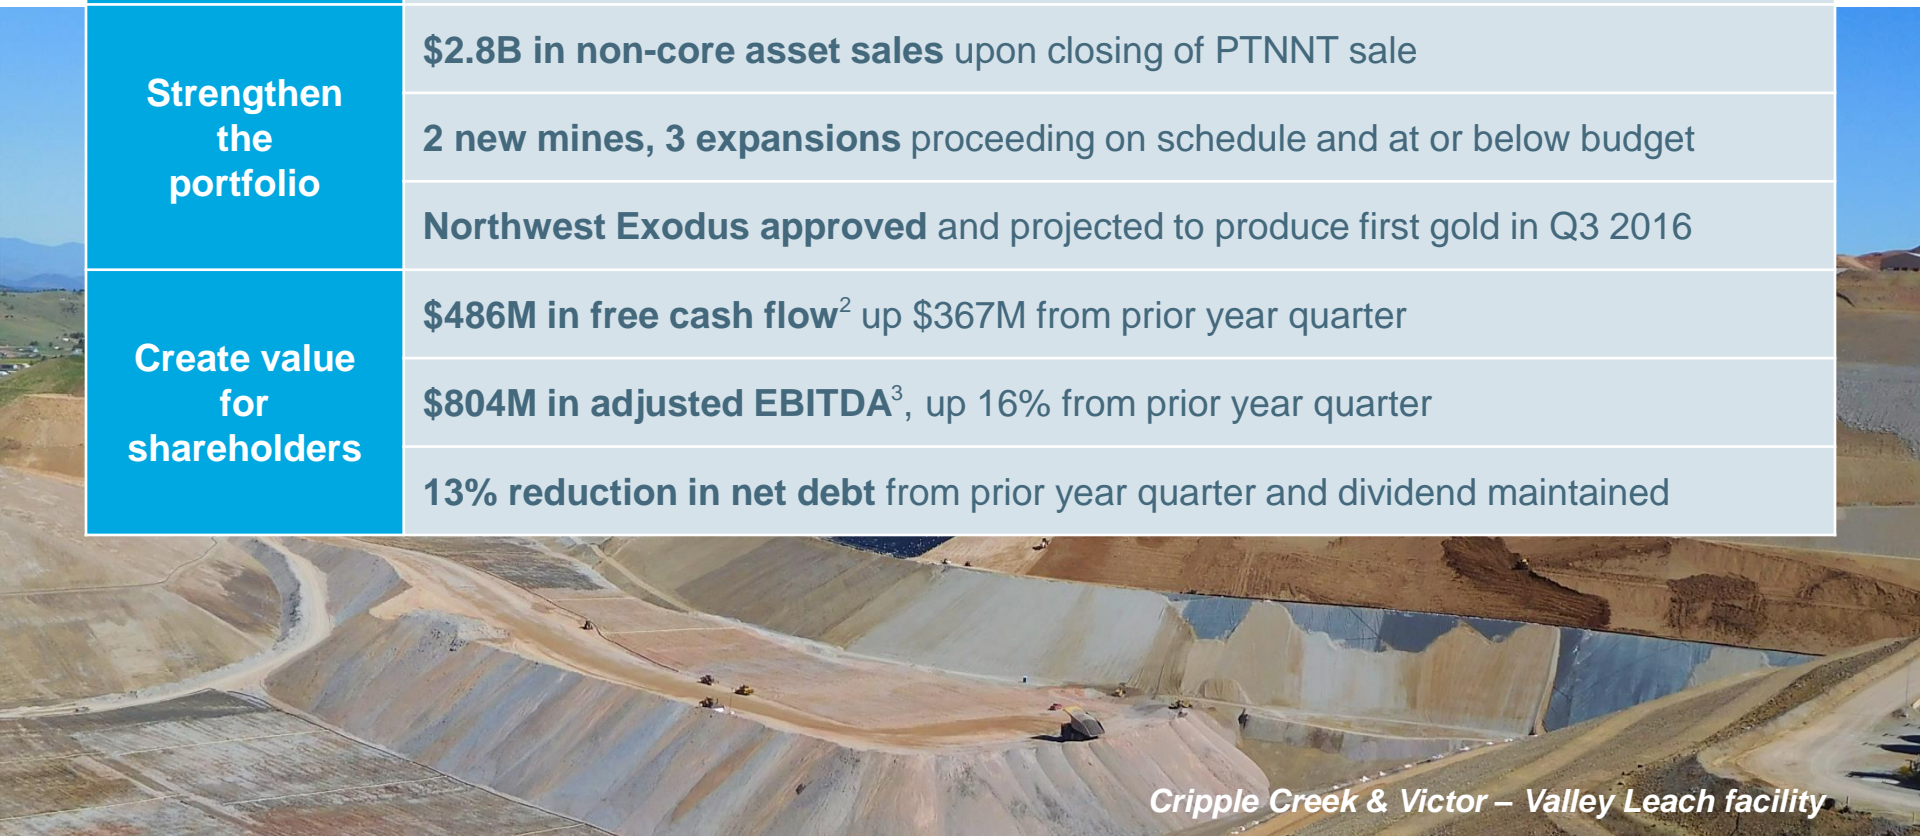 Strengthen
the
portfolio
$2.8B in non-core asset sales upon closing of PTNNT sale
2 new mines, 3 expansions proceeding on schedule and at or below budget
Northwest Exodus approved and projected to produce first gold in Q3 2016
Create value
for
shareholders
$486M in free cash flow² up $367M from prior year quarter
$804M in adjusted EBITDA³, up 16% from prior year quarter
13% reduction in net debt from prior year quarter and dividend maintained
Cripple Creek & Victor – Valley Leach facility